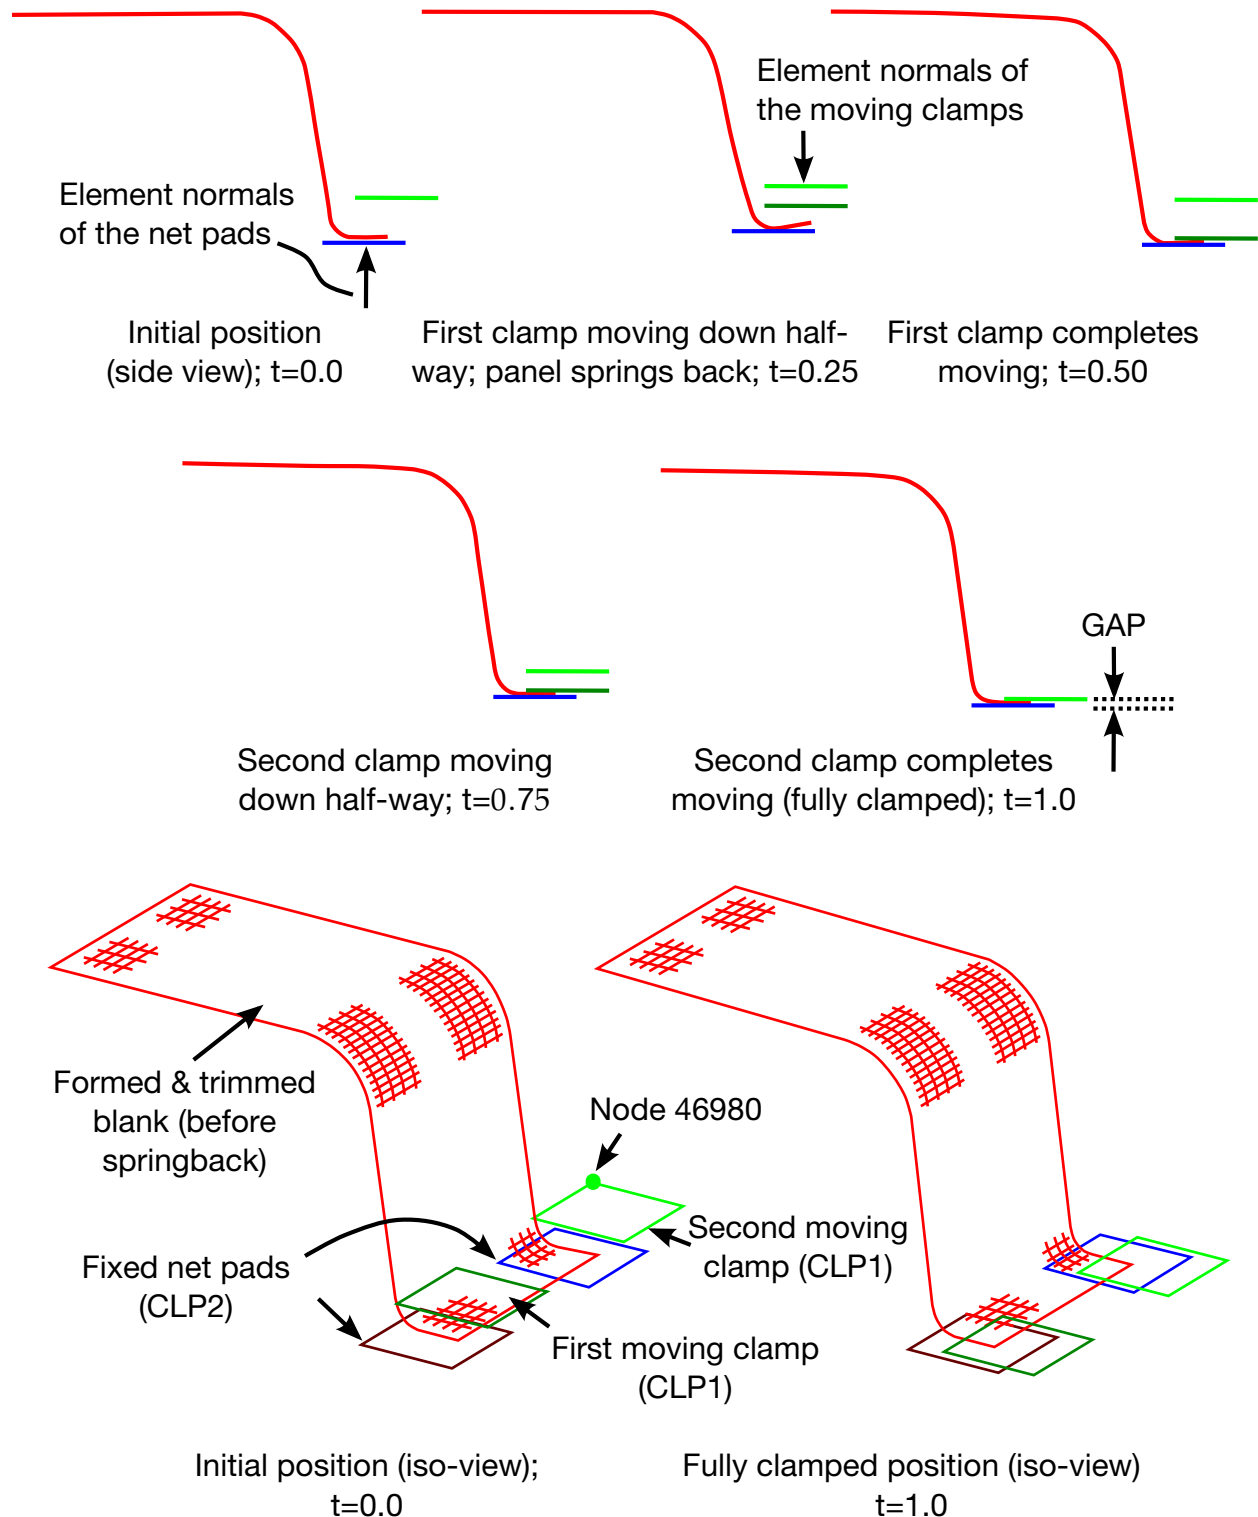 Element normals of
the moving clamps
Element normals
of the net pads
Initial position
(side view); t=0.0
First clamp moving down half-
way; panel springs back; t=0.25
First clamp completes
moving; t=0.50
GAP
Second clamp moving
down half-way; t=0.75
Second clamp completes
moving (fully clamped); t=1.0
Formed & trimmed
blank (before
springback)
Node 46980
Second moving
clamp (CLP1)
Fixed net pads
(CLP2)
First moving clamp
(CLP1)
Initial position (iso-view);
t=0.0
Fully clamped position (iso-view)
t=1.0